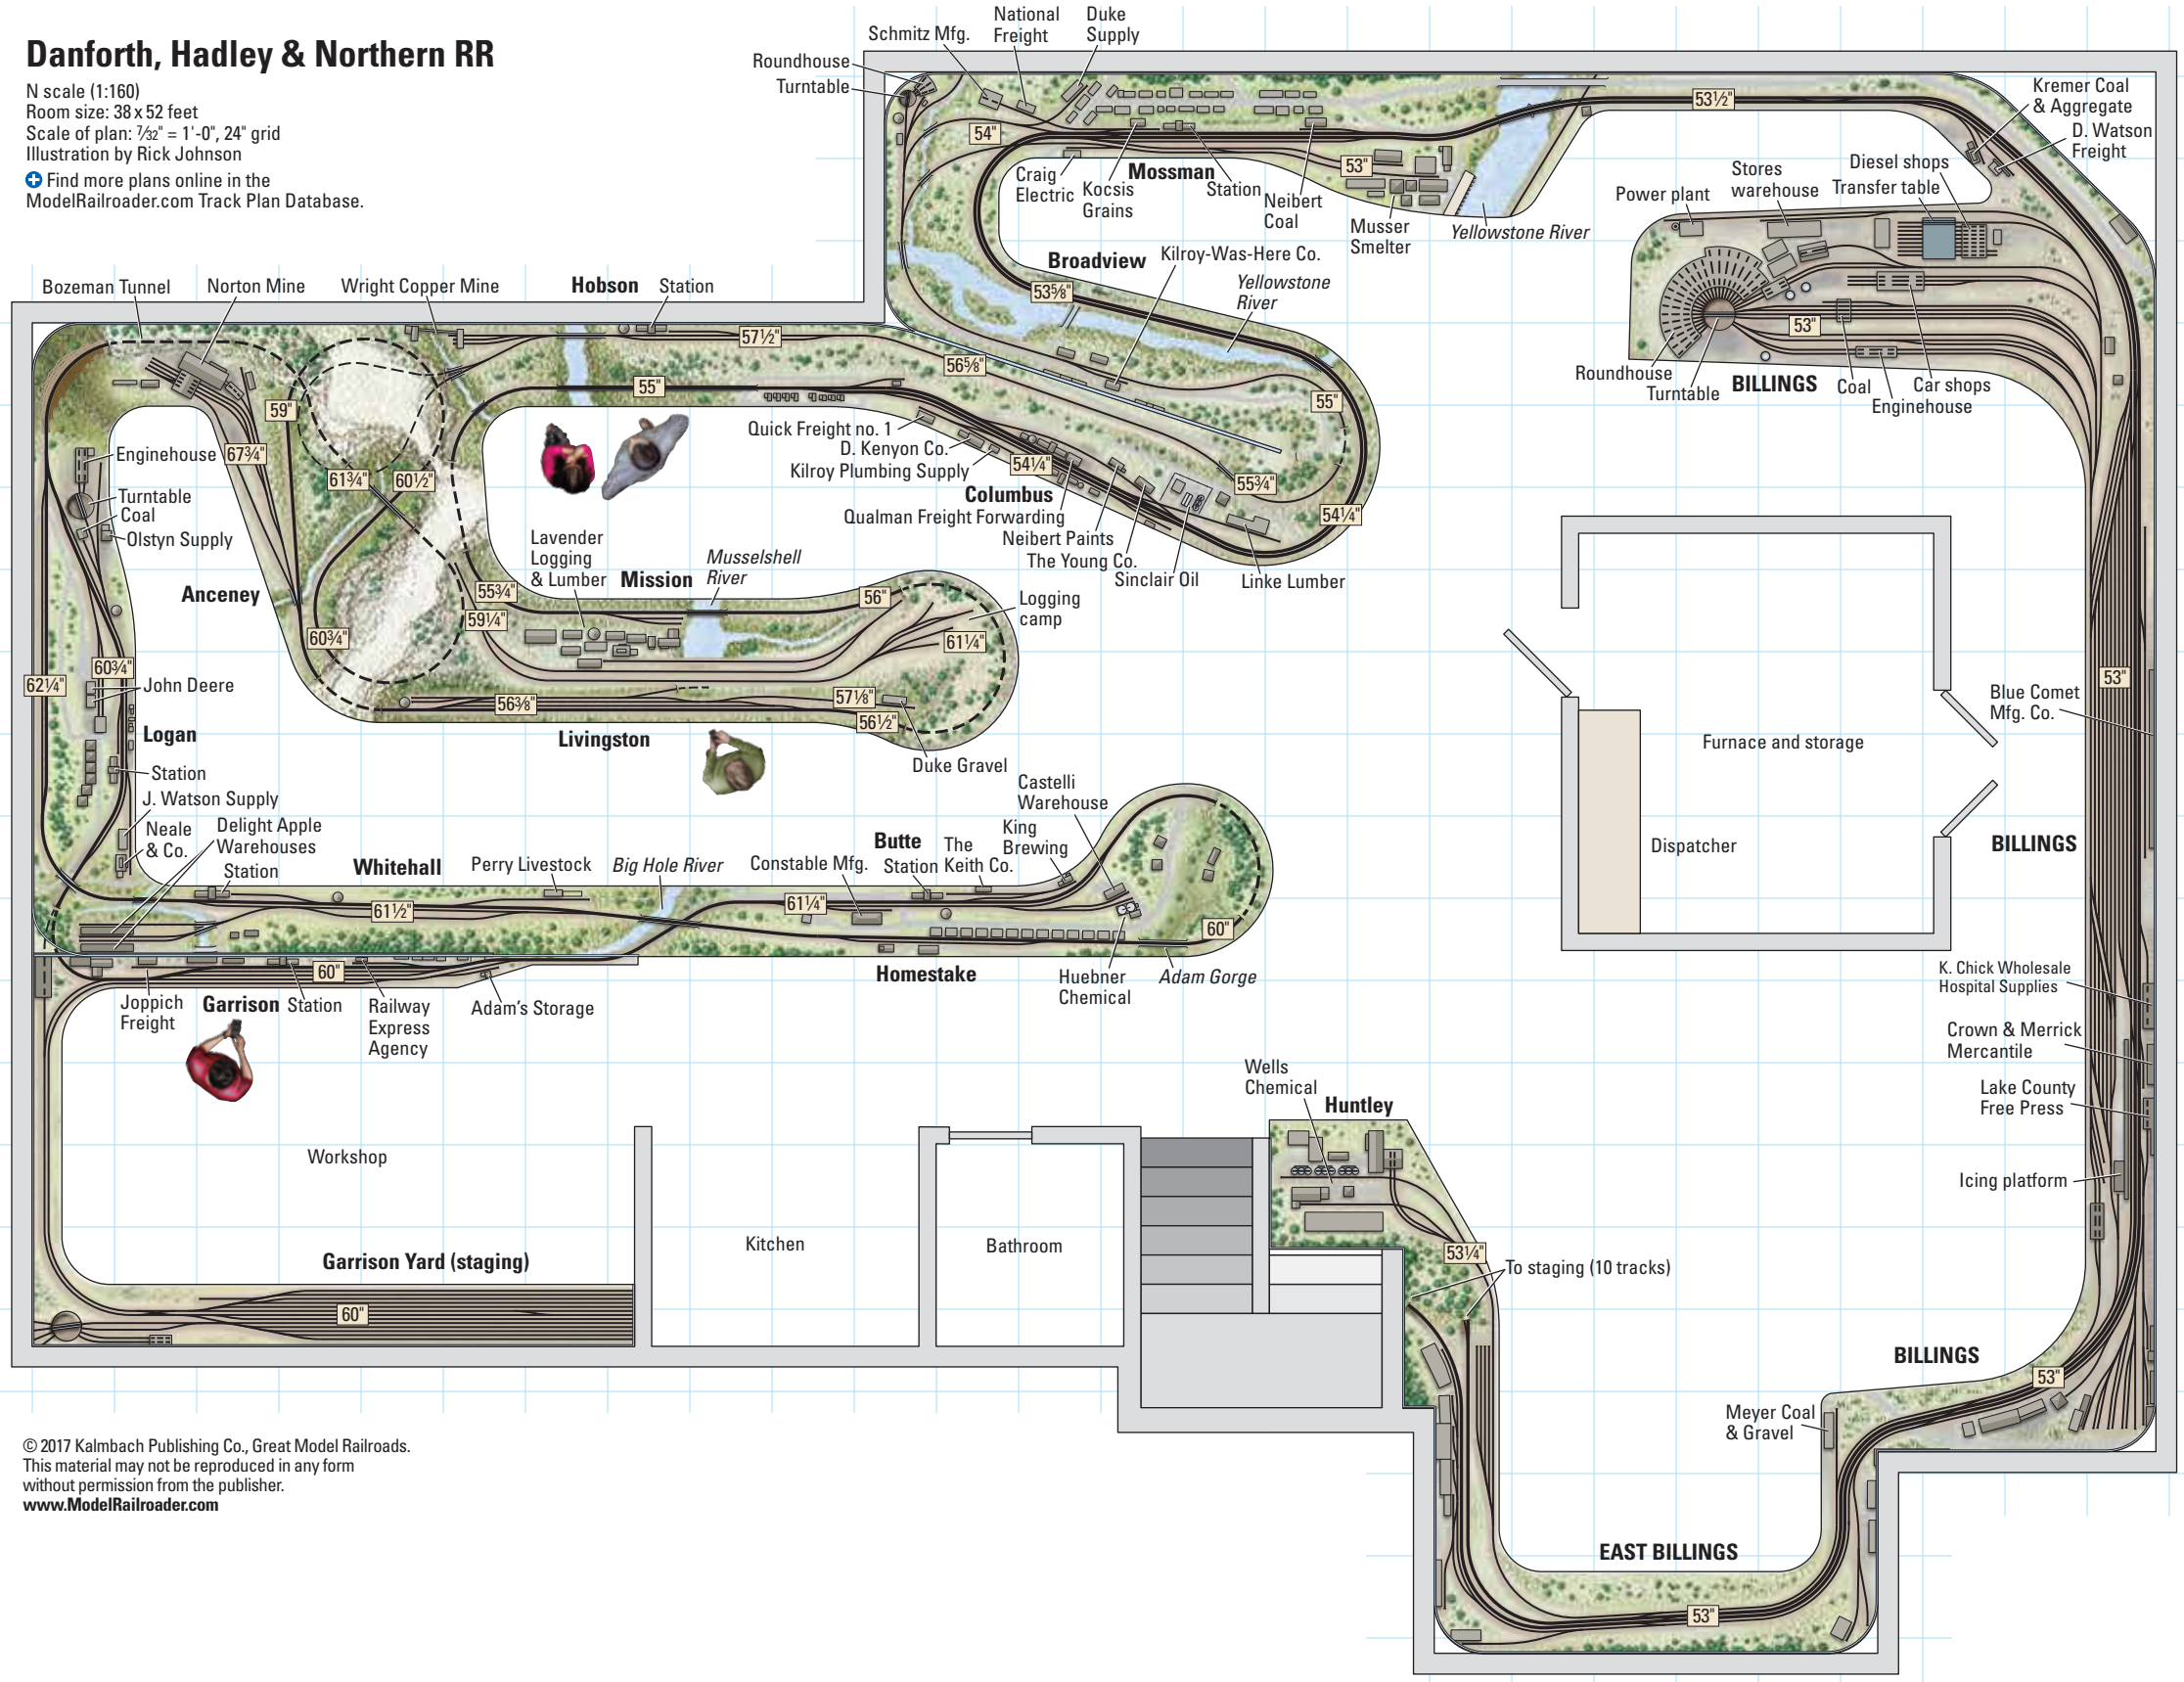 Danforth, Hadley & Northern RR
N scale (1:160)
Room size: 38 x 52 feet
Scale of plan: 7/32" = 1'-0", 24" grid
Illustration by Rick Johnson
Find more plans online in the
ModelRailroader.com Track Plan Database.
Schmitz Mfg.
National
Freight
Duke
Supply
Roundhouse
Turntable
54"
Craig
Electric
Kocsis
Grains
Mossman
Station
Neibert
Coal
53"
Musser
Smelter
Yellowstone River
53½"
Kremer Coal
& Aggregate
D. Watson
Freight
Diesel shops
Transfer table
Stores
warehouse
Power plant
Roundhouse
Turntable
53"
BILLINGS
Coal
Enginehouse
Car shops
Broadview
Kilroy-Was-Here Co.
Yellowstone
River
53⅝"
Bozeman Tunnel
Norton Mine
Wright Copper Mine
Hobson
Station
57½"
56⅝"
55"
55"
59"
67¾"
61¾"
60½"
Enginehouse
Turntable
Coal
Olstyn Supply
Quick Freight no. 1
D. Kenyon Co.
Kilroy Plumbing Supply
54¼"
Columbus
Qualman Freight Forwarding
Neibert Paints
The Young Co.
Sinclair Oil
Linke Lumber
55¾"
54¼"
Anceney
Lavender
Logging
& Lumber
Mission
Musselshell
River
55¾"
59¼"
56"
Logging
camp
61¼"
60¾"
60¾"
62¼"
John Deere
Logan
56⅜"
57⅛"
56½"
Livingston
Duke Gravel
Station
J. Watson Supply
Neale
& Co.
Delight Apple
Warehouses
Station
Whitehall
Perry Livestock
Big Hole River
Constable Mfg.
Butte
Station
The
Keith Co.
King
Brewing
Castelli
Warehouse
61½"
61¼"
60"
Homestake
Huebner
Chemical
Adam Gorge
60"
Joppich
Freight
Garrison
Station
Railway
Express
Agency
Adam's Storage
Furnace and storage
Dispatcher
53"
Blue Comet
Mfg. Co.
BILLINGS
K. Chick Wholesale
Hospital Supplies
Crown & Merrick
Mercantile
Lake County
Free Press
Icing platform
Workshop
Kitchen
Bathroom
Garrison Yard (staging)
60"
Wells
Chemical
Huntley
53¼"
To staging (10 tracks)
BILLINGS
53"
Meyer Coal
& Gravel
EAST BILLINGS
53"
© 2017 Kalmbach Publishing Co., Great Model Railroads.
This material may not be reproduced in any form
without permission from the publisher.
www.ModelRailroader.com